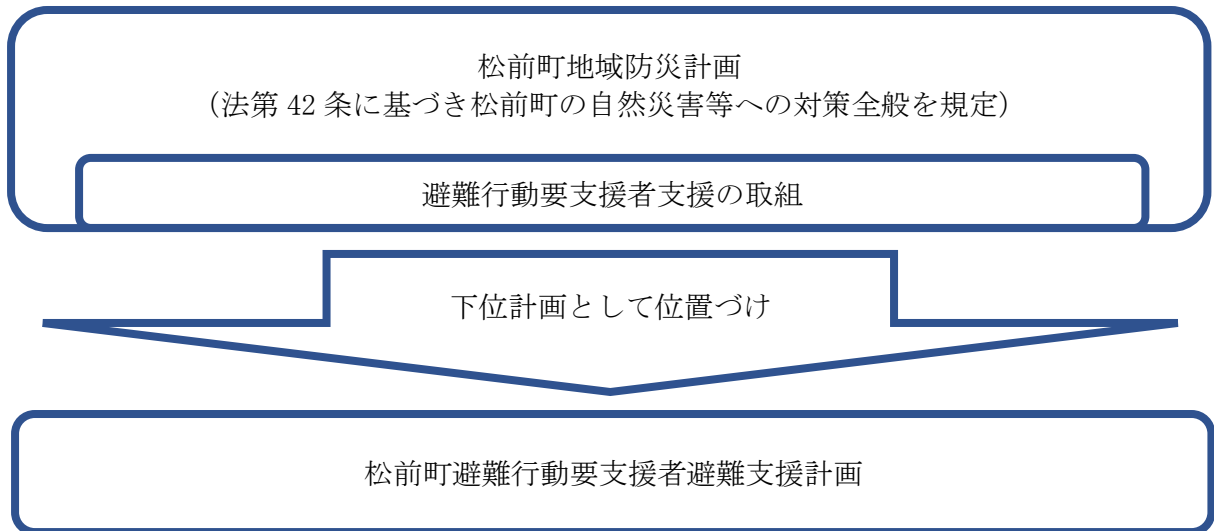 松前町地域防災計画
（法第 42 条に基づき松前町の自然災害等への対策全般を規定）
避難行動要支援者支援の取組
下位計画として位置づけ
松前町避難行動要支援者避難支援計画